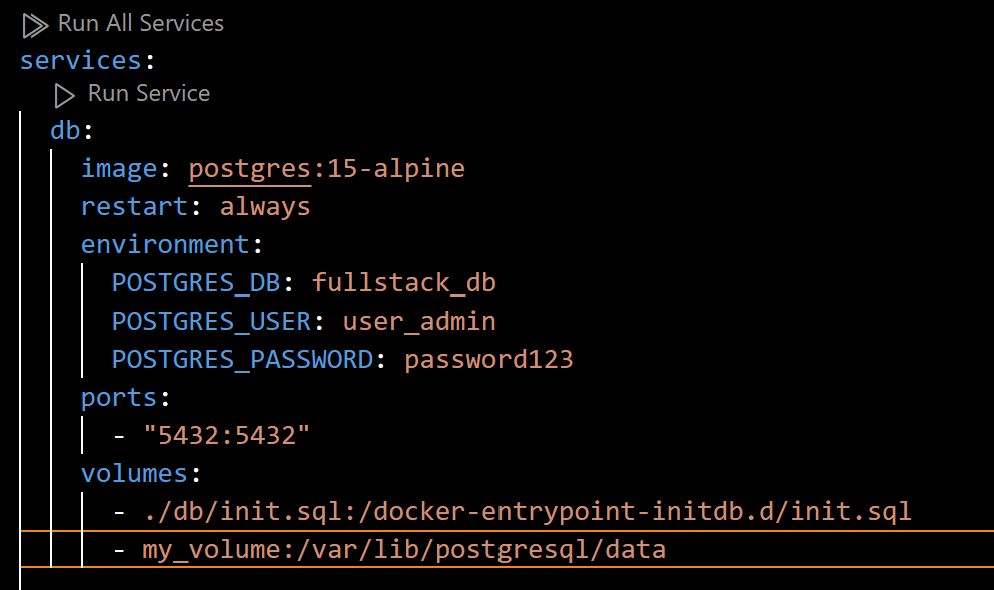 Run All Services
services:
Run Service
db:
image: postgres:15-alpine
restart: always
environment:
POSTGRES_DB: fullstack_db
POSTGRES_USER: user_admin
POSTGRES_PASSWORD: password123
ports:
- "5432:5432"
volumes:
- ./db/init.sql:/docker-entrypoint-initdb.d/init.sql
- my_volume:/var/lib/postgresql/data